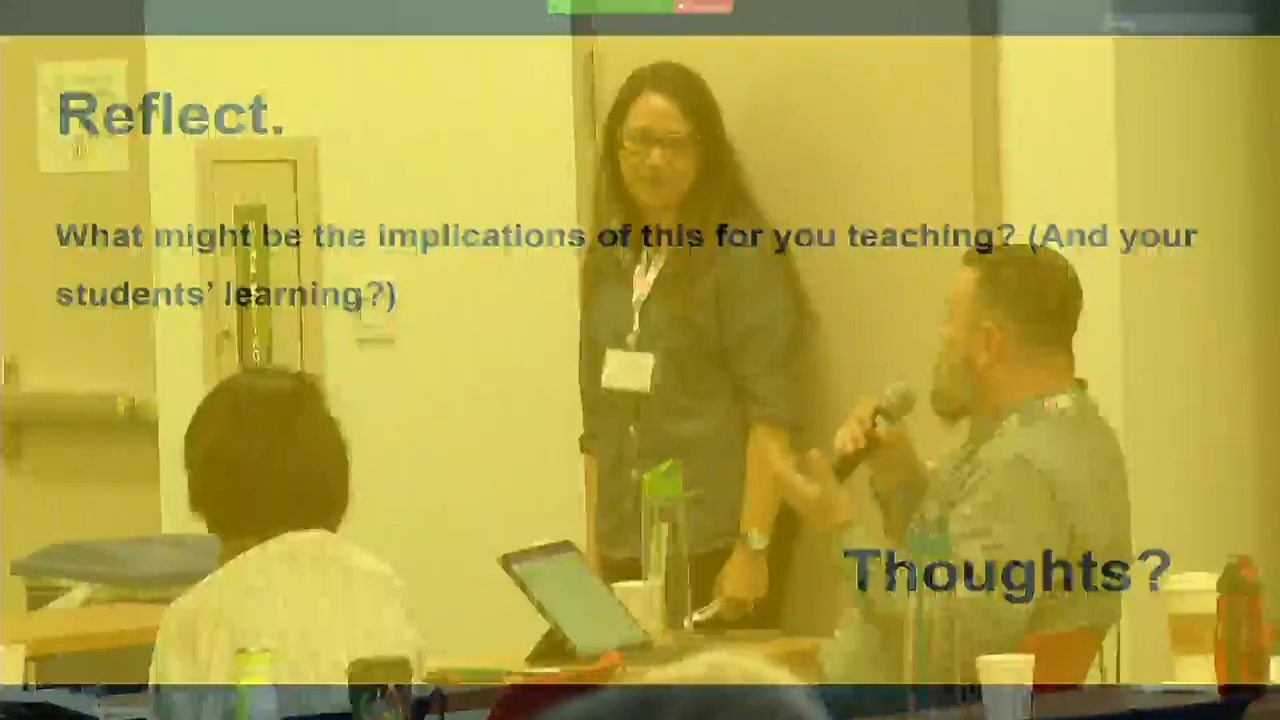 Reflect.
What might be the implications of this for you teaching? (And your
students’ learning?)
Thoughts?